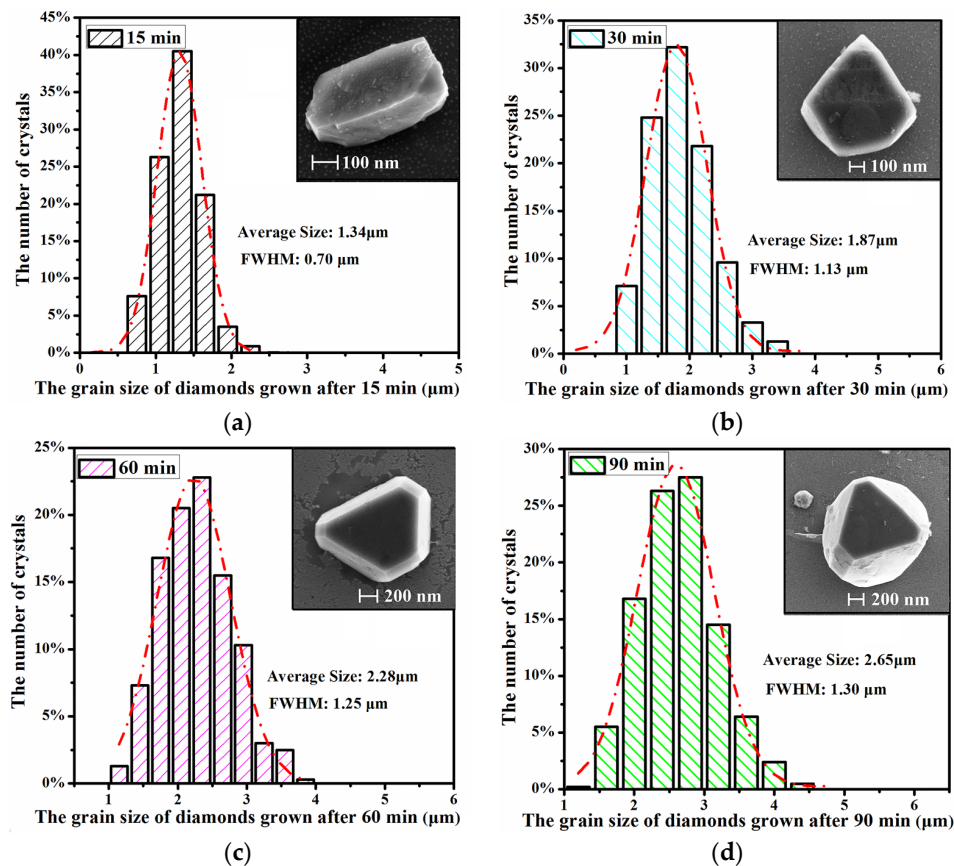 45%
40%
35%
30%
25%
20%
15%
10%
5%
0%
The number of crystals
15 min
100 nm
Average Size: 1.34μm
FWHM: 0.70 μm
0 1 2 3 4 5
The grain size of diamonds grown after 15 min (μm)
(a)
35%
30%
25%
20%
15%
10%
5%
0%
The number of crystals
30 min
100 nm
Average Size: 1.87μm
FWHM: 1.13 μm
0 1 2 3 4 5 6
The grain size of diamonds grown after 30 min (μm)
(b)
25%
20%
15%
10%
5%
0%
The number of crystals
60 min
200 nm
Average Size: 2.28μm
FWHM: 1.25 μm
1 2 3 4 5 6
The grain size of diamonds grown after 60 min (μm)
(c)
30%
25%
20%
15%
10%
5%
0%
The number of crystals
90 min
200 nm
Average Size: 2.65μm
FWHM: 1.30 μm
1 2 3 4 5 6
The grain size of diamonds grown after 90 min (μm)
(d)